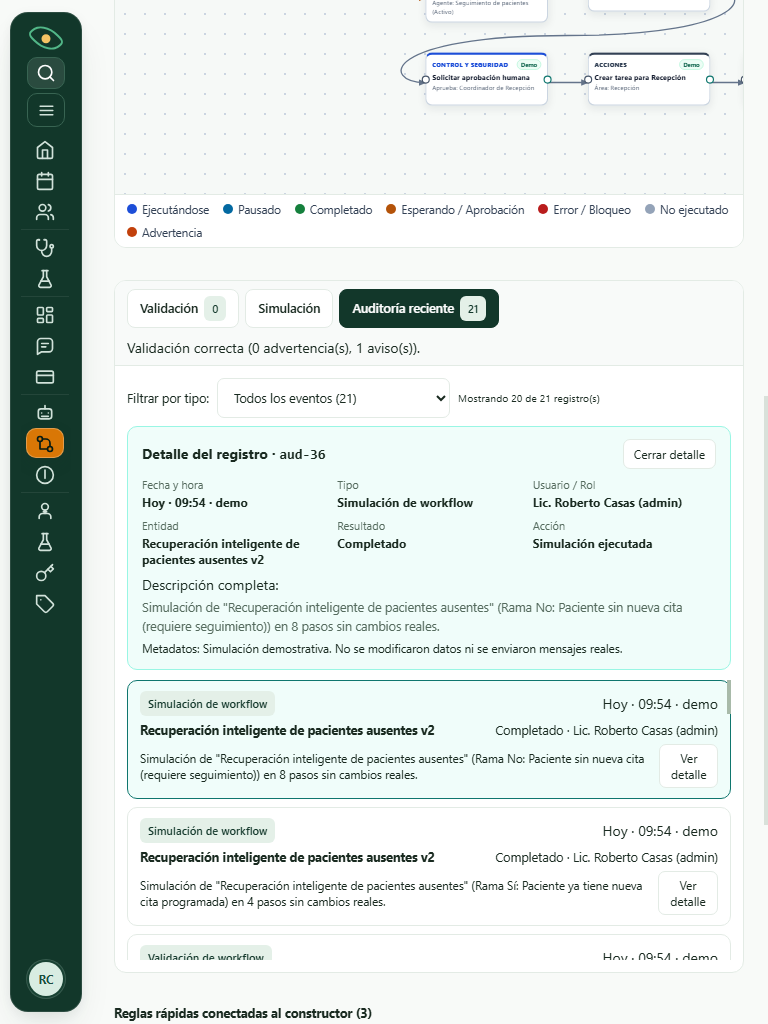 Agente: Seguimiento de pacientes
(Activo)
CONTROL Y SEGURIDAD
Demo
Solicitar aprobación humana
Aprueba: Coordinador de Recepción
ACCIONES
Demo
Crear tarea para Recepción
Área: Recepción
Ejecutándose
Pausado
Completado
Esperando / Aprobación
Error / Bloqueo
No ejecutado
Advertencia
Validación 0
Simulación
Auditoría reciente 21
Validación correcta (0 advertencia(s), 1 aviso(s)).
Filtrar por tipo:
Todos los eventos (21)
Mostrando 20 de 21 registro(s)
Detalle del registro · aud-36
Cerrar detalle
Fecha y hora
Hoy · 09:54 · demo
Tipo
Simulación de workflow
Usuario / Rol
Lic. Roberto Casas (admin)
Entidad
Recuperación inteligente de
pacientes ausentes v2
Resultado
Completado
Acción
Simulación ejecutada
Descripción completa:
Simulación de "Recuperación inteligente de pacientes ausentes" (Rama No: Paciente sin nueva cita
(requiere seguimiento)) en 8 pasos sin cambios reales.
Metadatos: Simulación demostrativa. No se modificaron datos ni se enviaron mensajes reales.
Simulación de workflow
Hoy · 09:54 · demo
Recuperación inteligente de pacientes ausentes v2
Completado · Lic. Roberto Casas (admin)
Simulación de "Recuperación inteligente de pacientes ausentes" (Rama No: Paciente sin nueva cita
(requiere seguimiento)) en 8 pasos sin cambios reales.
Ver
detalle
Simulación de workflow
Hoy · 09:54 · demo
Recuperación inteligente de pacientes ausentes v2
Completado · Lic. Roberto Casas (admin)
Simulación de "Recuperación inteligente de pacientes ausentes" (Rama Sí: Paciente ya tiene nueva
cita programada) en 4 pasos sin cambios reales.
Ver
detalle
Validación de workflow
Hoy · 09:54 · demo
RC
Reglas rápidas conectadas al constructor (3)